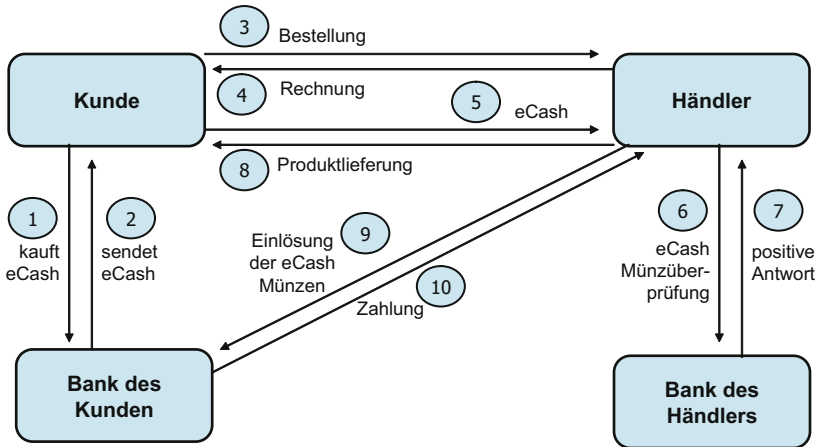 3 Bestellung
Kunde
4 Rechnung
5 eCash
Händler
8 Produktlieferung
1
kauft
eCash
2
sendet
eCash
9
Einlösung
der eCash
Münzen
10
Zahlung
6
eCash
Münzüber-
prüfung
7
positive
Antwort
Bank des
Kunden
Bank des
Händlers